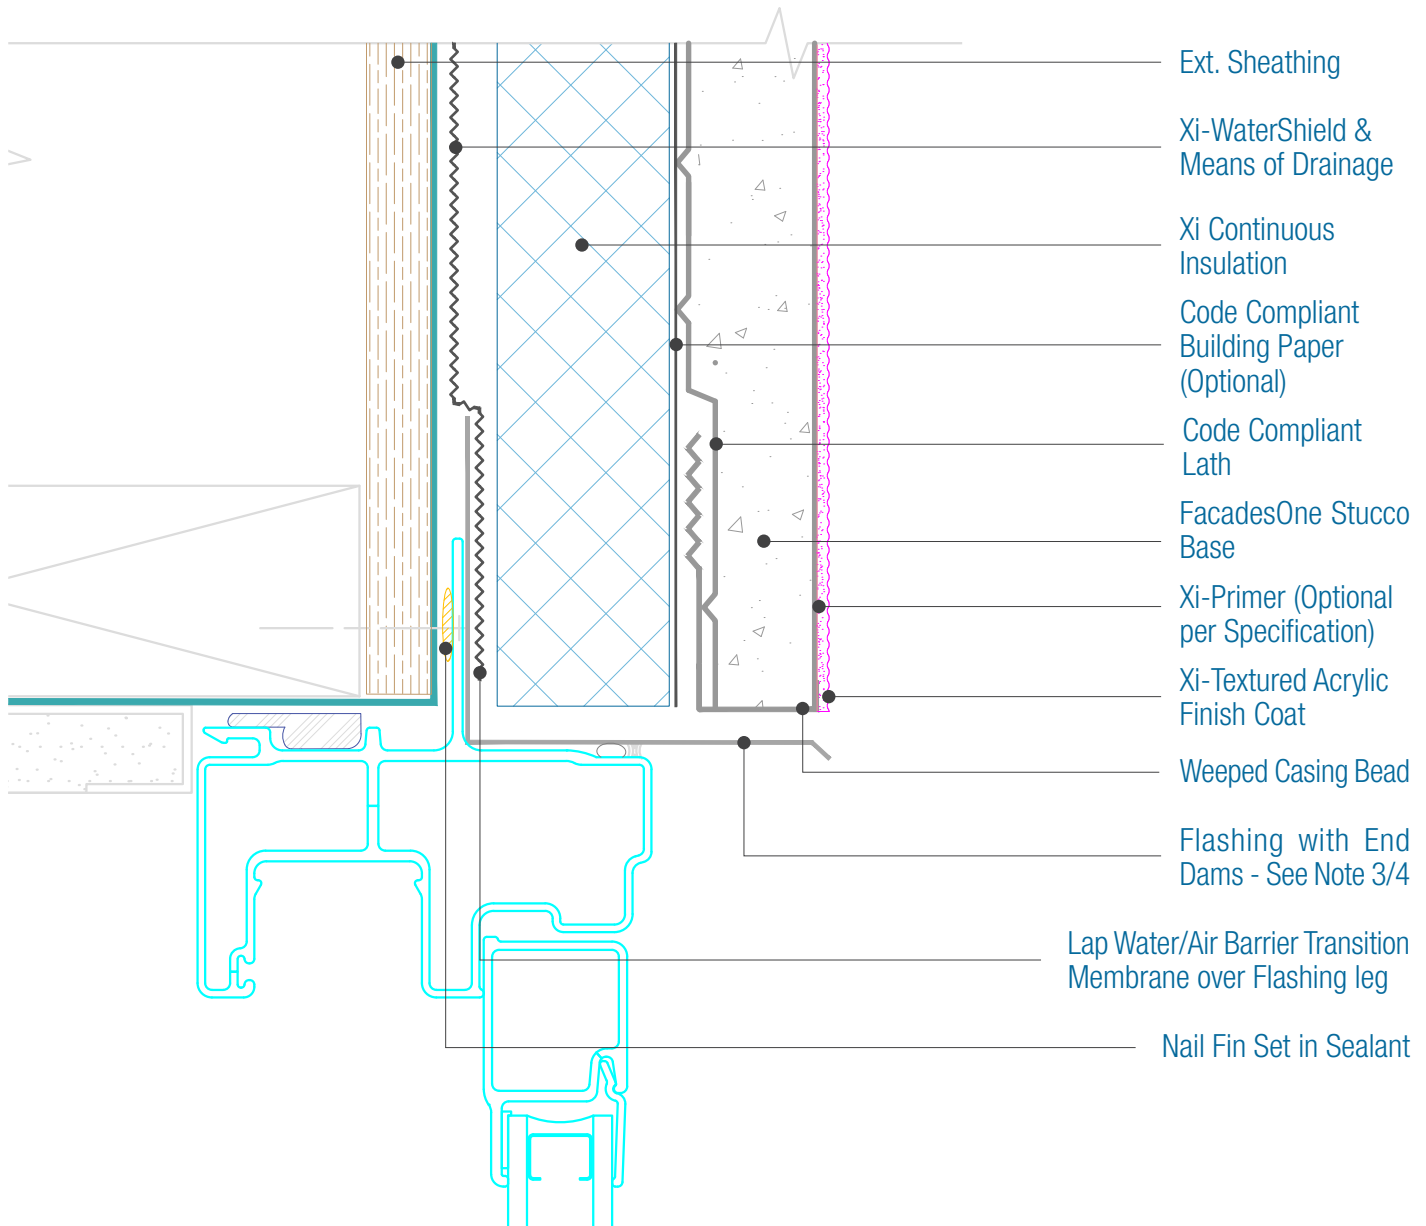 Ext. Sheathing
Xi-WaterShield &
Means of Drainage
Xi Continuous
Insulation
Code Compliant
Building Paper
(Optional)
Code Compliant
Lath
FacadesOne Stucco
Base
Xi-Primer (Optional
per Specification)
Xi-Textured Acrylic
Finish Coat
Weeped Casing Bead
Flashing with End
Dams - See Note 3/4
Lap Water/Air Barrier Transition
Membrane over Flashing leg
Nail Fin Set in Sealant